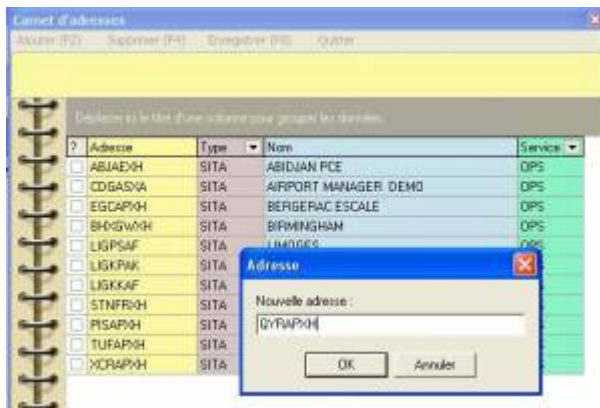 Carnet d'adresses
Ajouter (F2) Supprimer (F4) Enregistrer (F8) Quitter
Déplacer ici le titre d'une colonne pour grouper les données.
? Adresse Type Nom Service
ABJAEXH SITA ABIDJAN PCE OPS
CDGASXA SITA AIRPORT MANAGER DEMO OPS
EGCAPXH SITA BERGERAC ESCALE OPS
BHXGWXH SITA BIRMINGHAM OPS
LIGPSAF SITA LIMOGES OPS
LIGKPAK SITA
LIGKKAF SITA
STNFRXH SITA
PISAPXH SITA
TUFAPXH SITA
XCRAPXH SITA
Adresse
Nouvelle adresse :
QYRAPXH
OK Annuler